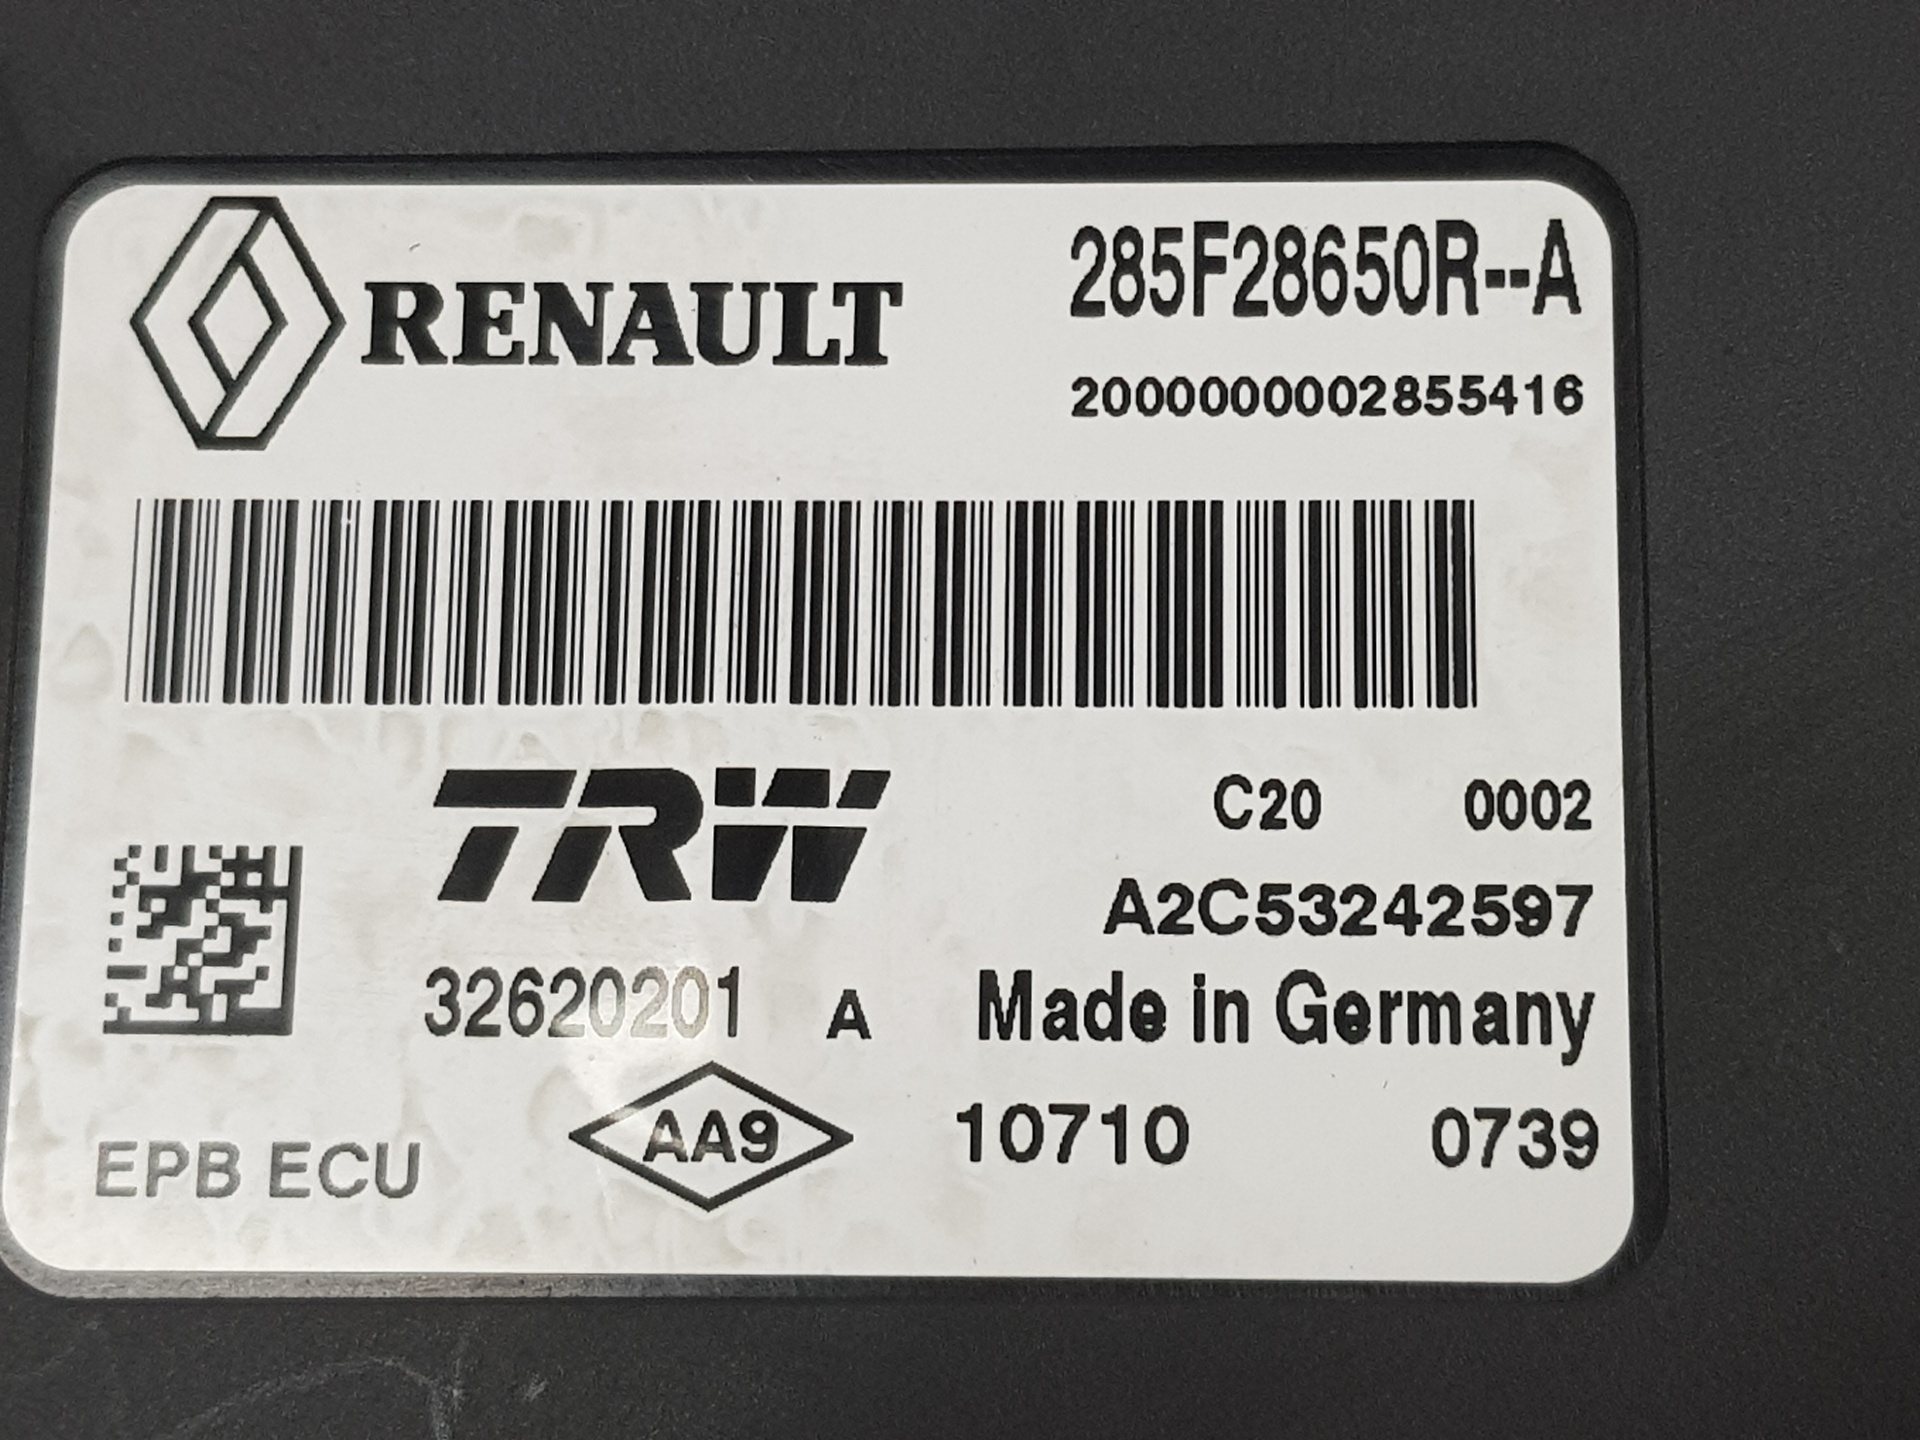 RENAULT
285F28650R--A
2000000002855416
TRW
C20 0002
A2C53242597
32620201 A
Made in Germany
EPB ECU
AA9
10710 0739